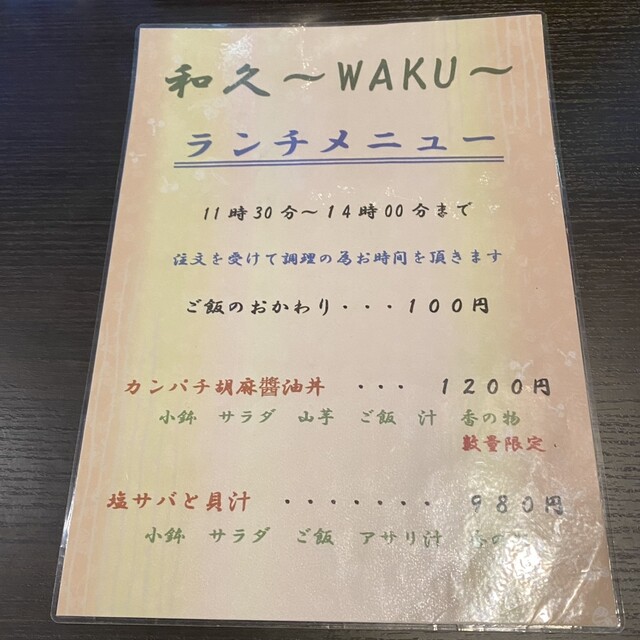 和久～WAKU～
ランチメニュー
11時30分～14時00分まで
注文を受けて調理の為お時間を頂きます
ご飯のおかわり・・・100円
カンパチ胡麻醬油丼 ・・・ 1200円
小鉢 サラダ 山芋 ご飯 汁 香の物
数量限定
塩サバと貝汁 ・・・・・・・ 980円
小鉢 サラダ ご飯 アサリ汁